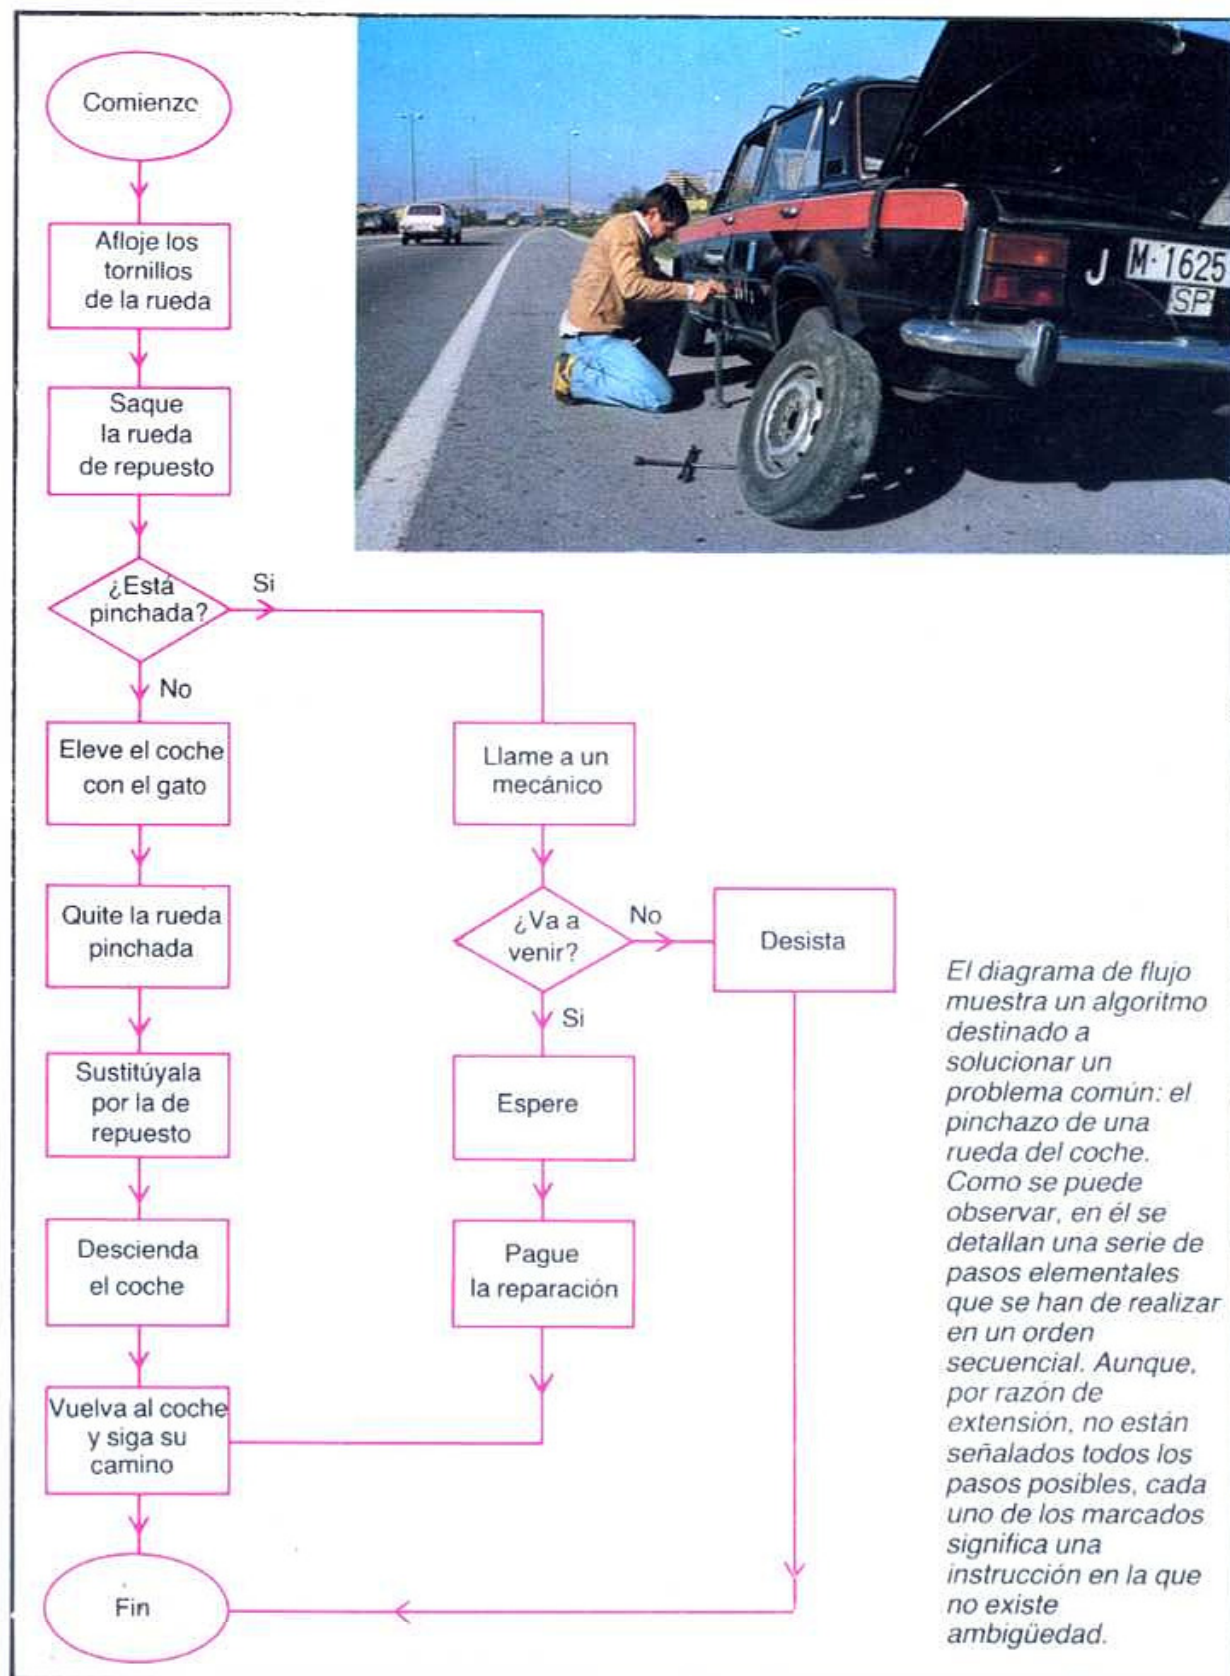 Comienzo
Afloje los
tornillos
de la rueda
Saque
la rueda
de repuesto
¿Está
pinchada?
Si
No
Eleve el coche
con el gato
Quite la rueda
pinchada
Sustitúyala
por la de
repuesto
Descienda
el coche
Vuelva al coche
y siga su
camino
Fin
Llame a un
mecánico
¿Va a
venir?
No
Si
Desista
Espere
Pague
la reparación
J
J
M-1625
SP
El diagrama de flujo
muestra un algoritmo
destinado a
solucionar un
problema común: el
pinchazo de una
rueda del coche.
Como se puede
observar, en él se
detallan una serie de
pasos elementales
que se han de realizar
en un orden
secuencial. Aunque,
por razón de
extensión, no están
señalados todos los
pasos posibles, cada
uno de los marcados
significa una
instrucción en la que
no existe
ambigüedad.